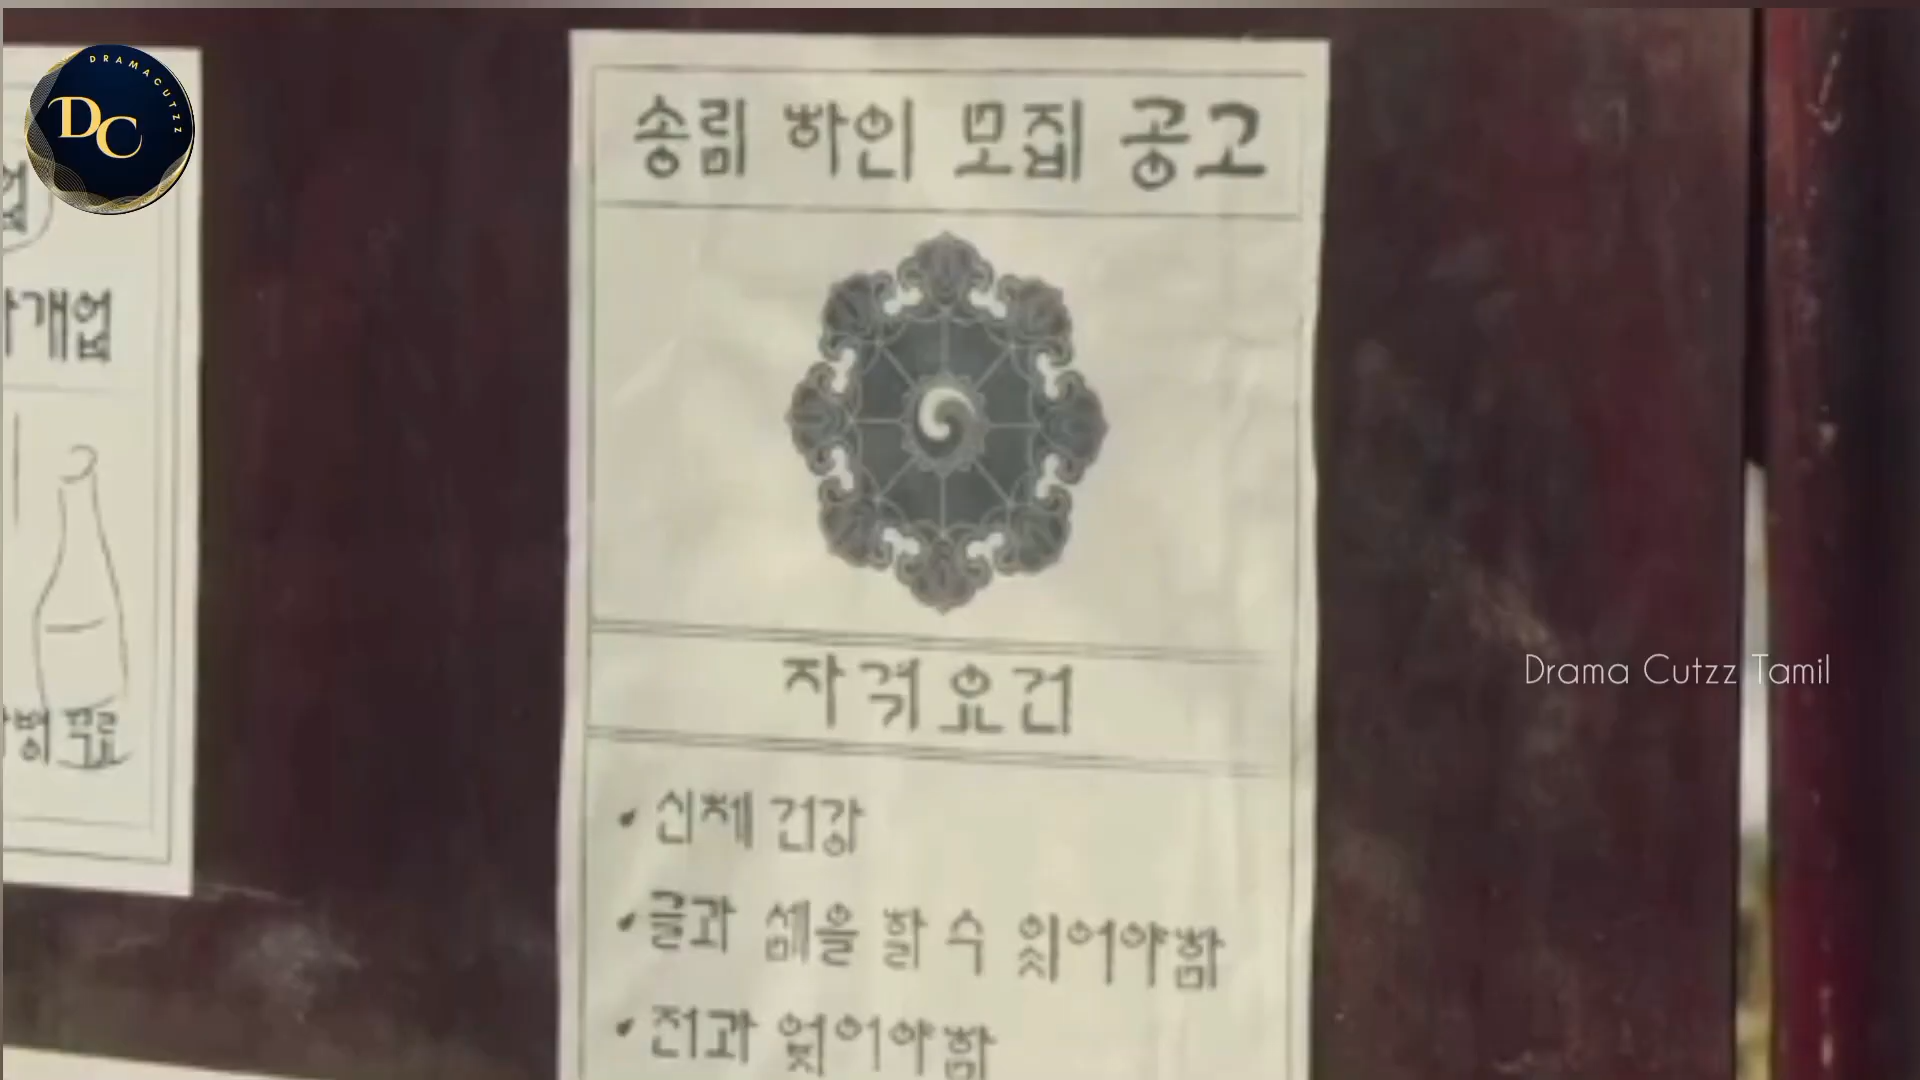 DRAMACUTZZ
DC
개업
송림 하인 모집 공고
자격요건
신체 건강
글과 셈을 할 수 있어야함
전과 없어야함
Drama Cutzz Tamil